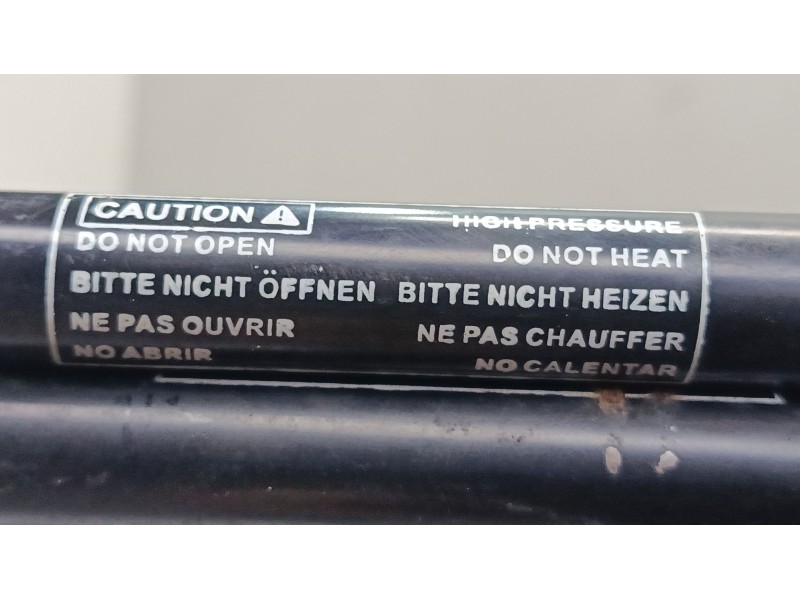 CAUTION HIGH PRESSURE
DO NOT OPEN DO NOT HEAT
BITTE NICHT ÖFFNEN BITTE NICHT HEIZEN
NE PAS OUVRIR NE PAS CHAUFFER
NO ABRIR NO CALENTAR